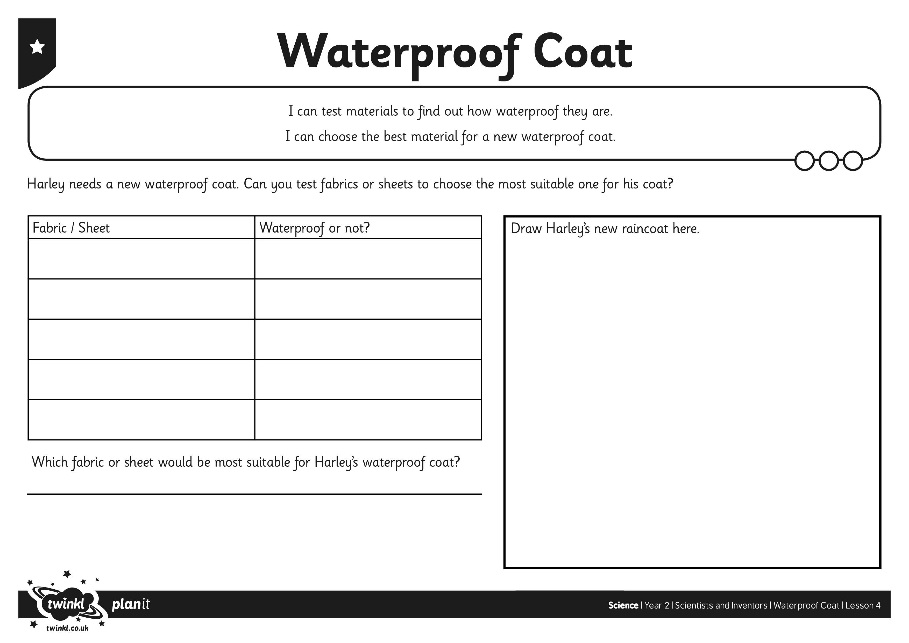 Waterproof Coat
I can test materials to find out how waterproof they are.
I can choose the best material for a new waterproof coat.
Harley needs a new waterproof coat. Can you test fabrics or sheets to choose the most suitable one for his coat?
Fabric / Sheet
Waterproof or not?
Draw Harley's new raincoat here.
Which fabric or sheet would be most suitable for Harley's waterproof coat?
twinkl planit
twinkl.co.uk
Science | Year 2 | Scientists and Inventors | Waterproof Coat | Lesson 4